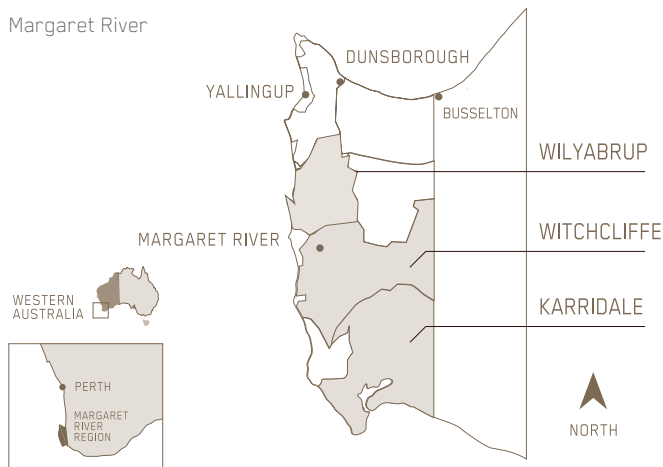 Margaret River
DUNSBOROUGH
YALLINGUP
BUSSELTON
WILYABRUP
MARGARET RIVER
WITCHCLIFFE
WESTERN
AUSTRALIA
KARRIDALE
PERTH
MARGARET
RIVER
REGION
NORTH